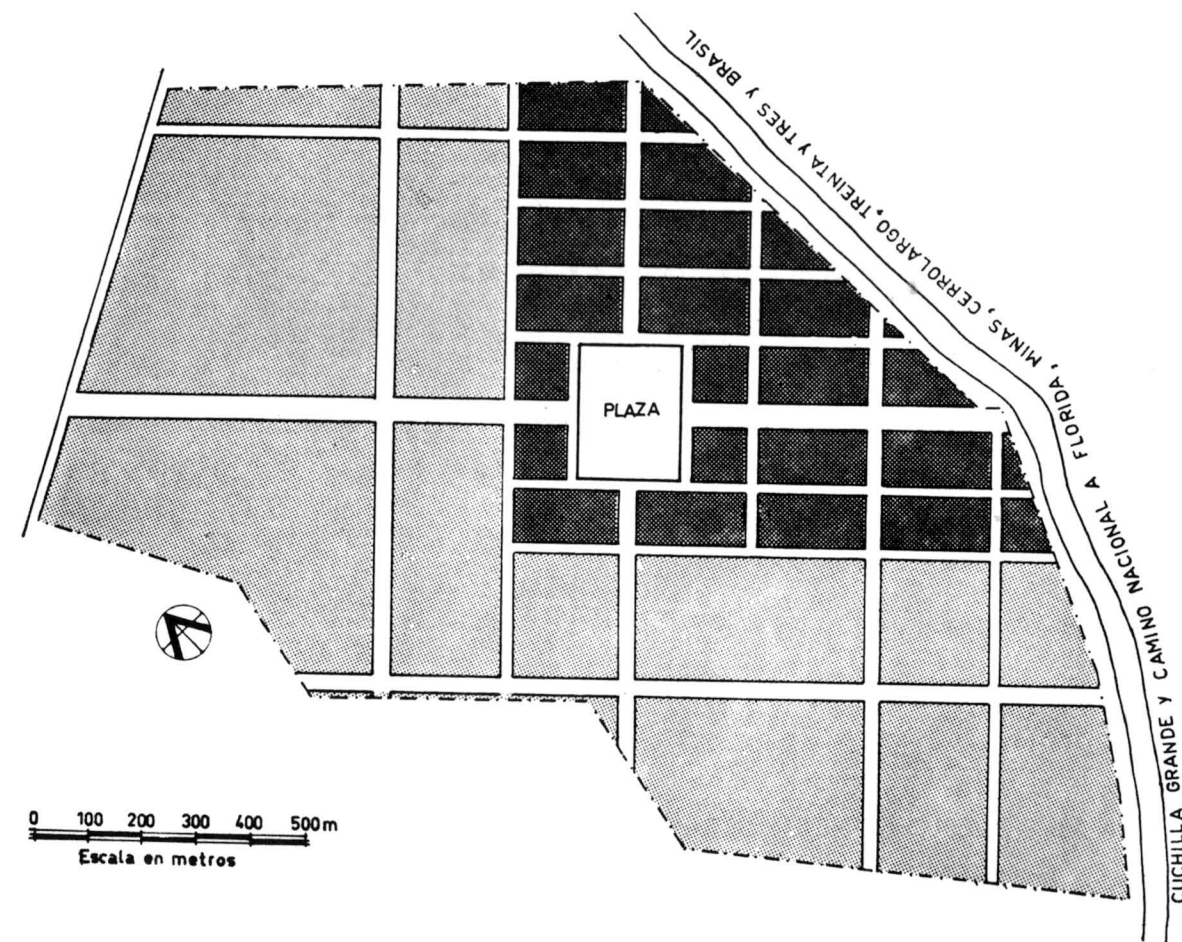 CUCHILLA GRANDE Y CAMINO NACIONAL A FLORIDA, MINAS, CERROLARGO, TREINTA Y TRES Y BRASIL
PLAZA
0 100 200 300 400 500m
Escala en metros